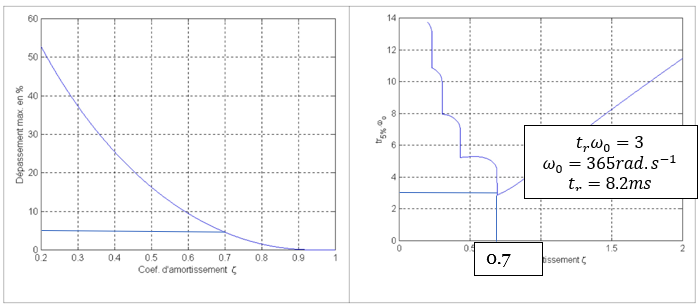 60
50
40
30
20
10
0
Dépassement max. en %
0.2 0.3 0.4 0.5 0.6 0.7 0.8 0.9 1
Coef. d'amortissement ζ
14
12
10
8
6
4
2
0
tr5%.ω0
t_r.ω_0 = 3
ω_0 = 365rad.s⁻¹
t_r. = 8.2ms
0 0.5 1.5 2
0.7
tissement ζ